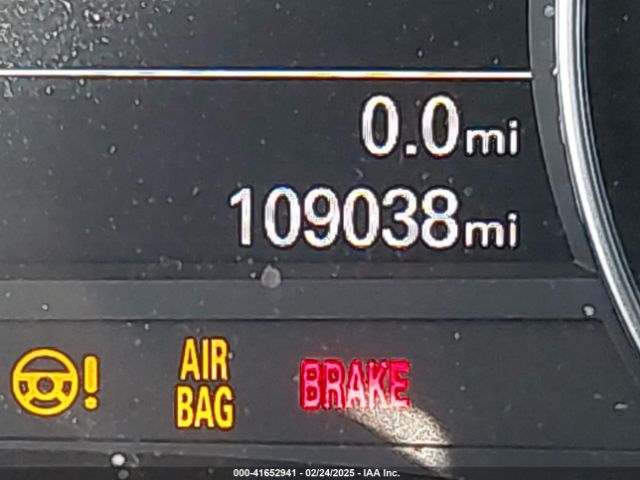 0.0mi
109038mi
!
AIR
BAG
BRAKE
000-41652941 - 02/24/2025 - IAA Inc.